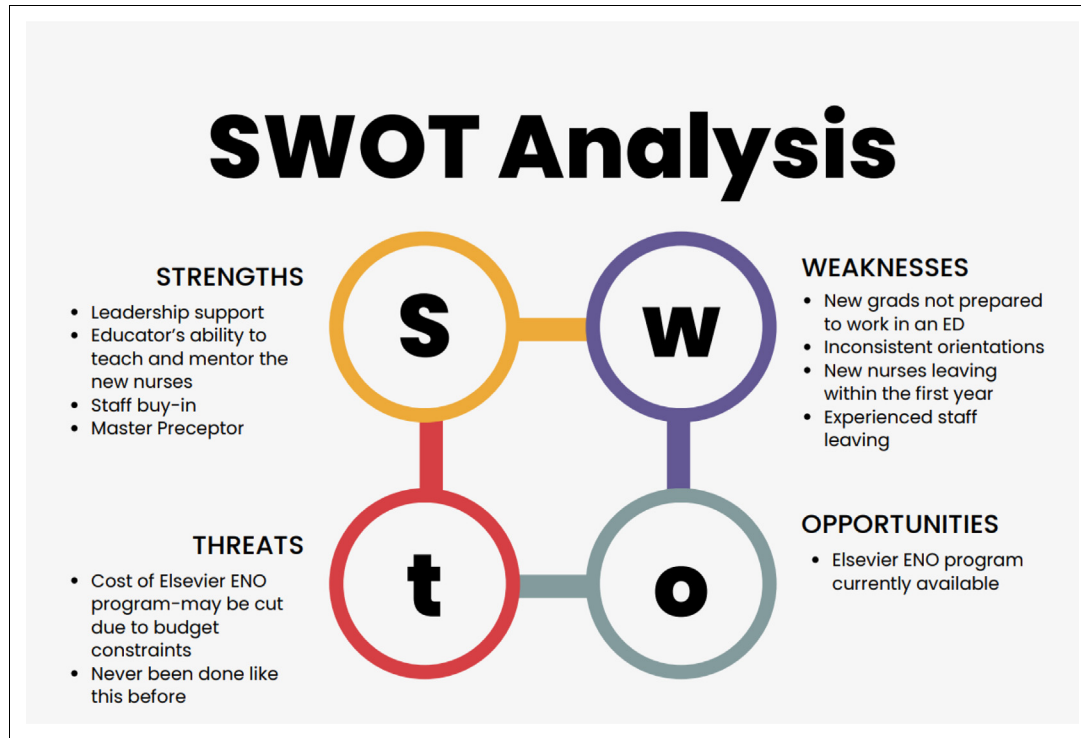 SWOT Analysis
STRENGTHS
• Leadership support
• Educator's ability to
teach and mentor the
new nurses
• Staff buy-in
• Master Preceptor
S
w
WEAKNESSES
• New grads not prepared
to work in an ED
• Inconsistent orientations
• New nurses leaving
within the first year
• Experienced staff
leaving
THREATS
• Cost of Elsevier ENO
program-may be cut
due to budget
constraints
• Never been done like
this before
t
o
OPPORTUNITIES
• Elsevier ENO program
currently available